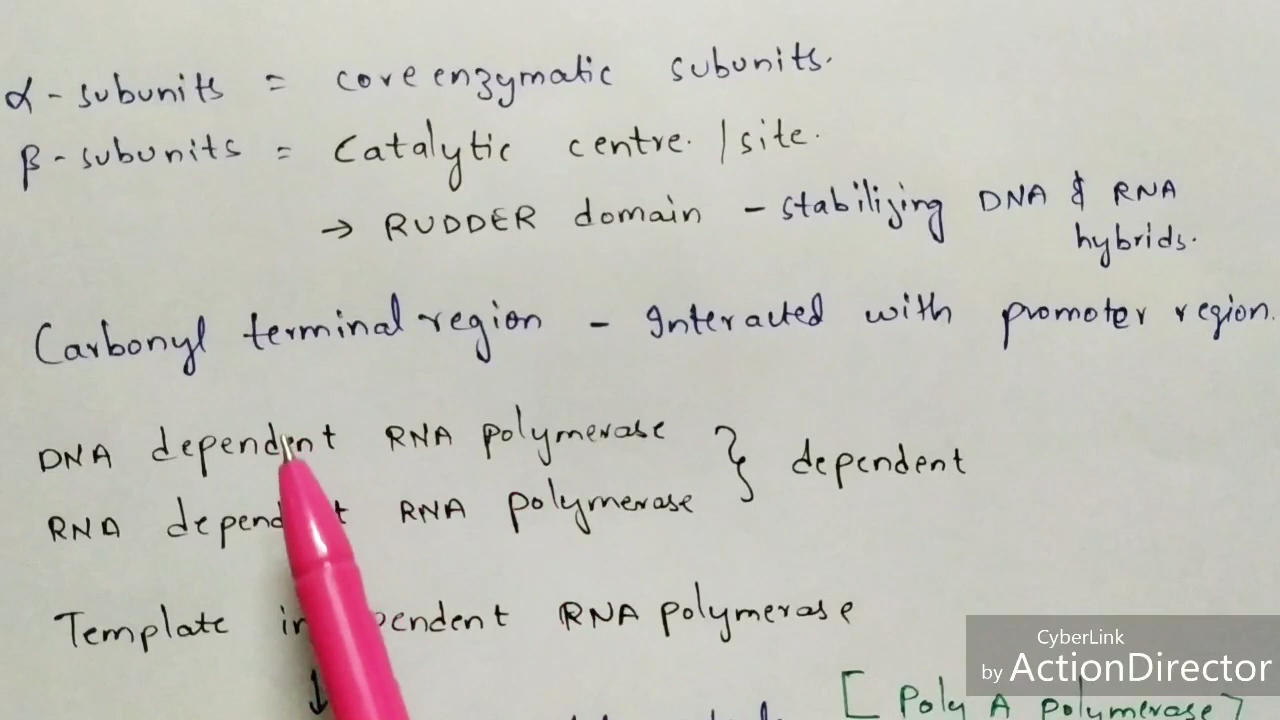 α - subunits = core enzymatic subunits.
β - subunits = Catalytic centre. / site.
→ RUDDER domain - stabilizing DNA & RNA
hybrids.
Carbonyl terminal region - Interacted with promoter region.
DNA dependent RNA polymerase
RNA depend t RNA polymerase } dependent
Template in pendent RNA polymerase
↓
[ Poly A polymerase ]
CyberLink
by ActionDirector